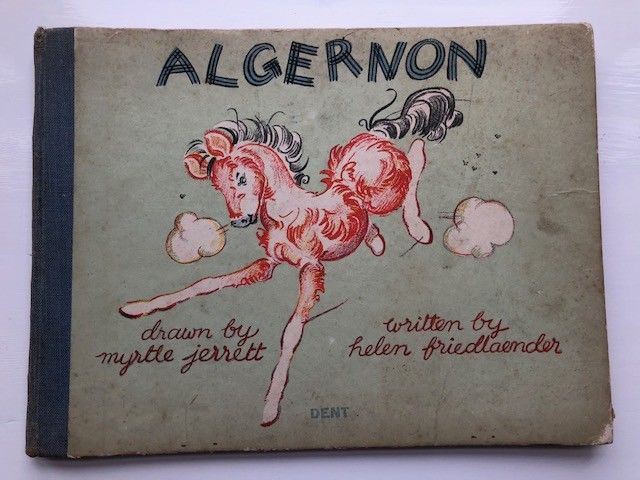 ALGERNON
drawn by
myrtle jerrett
written by
helen friedlaender
DENT